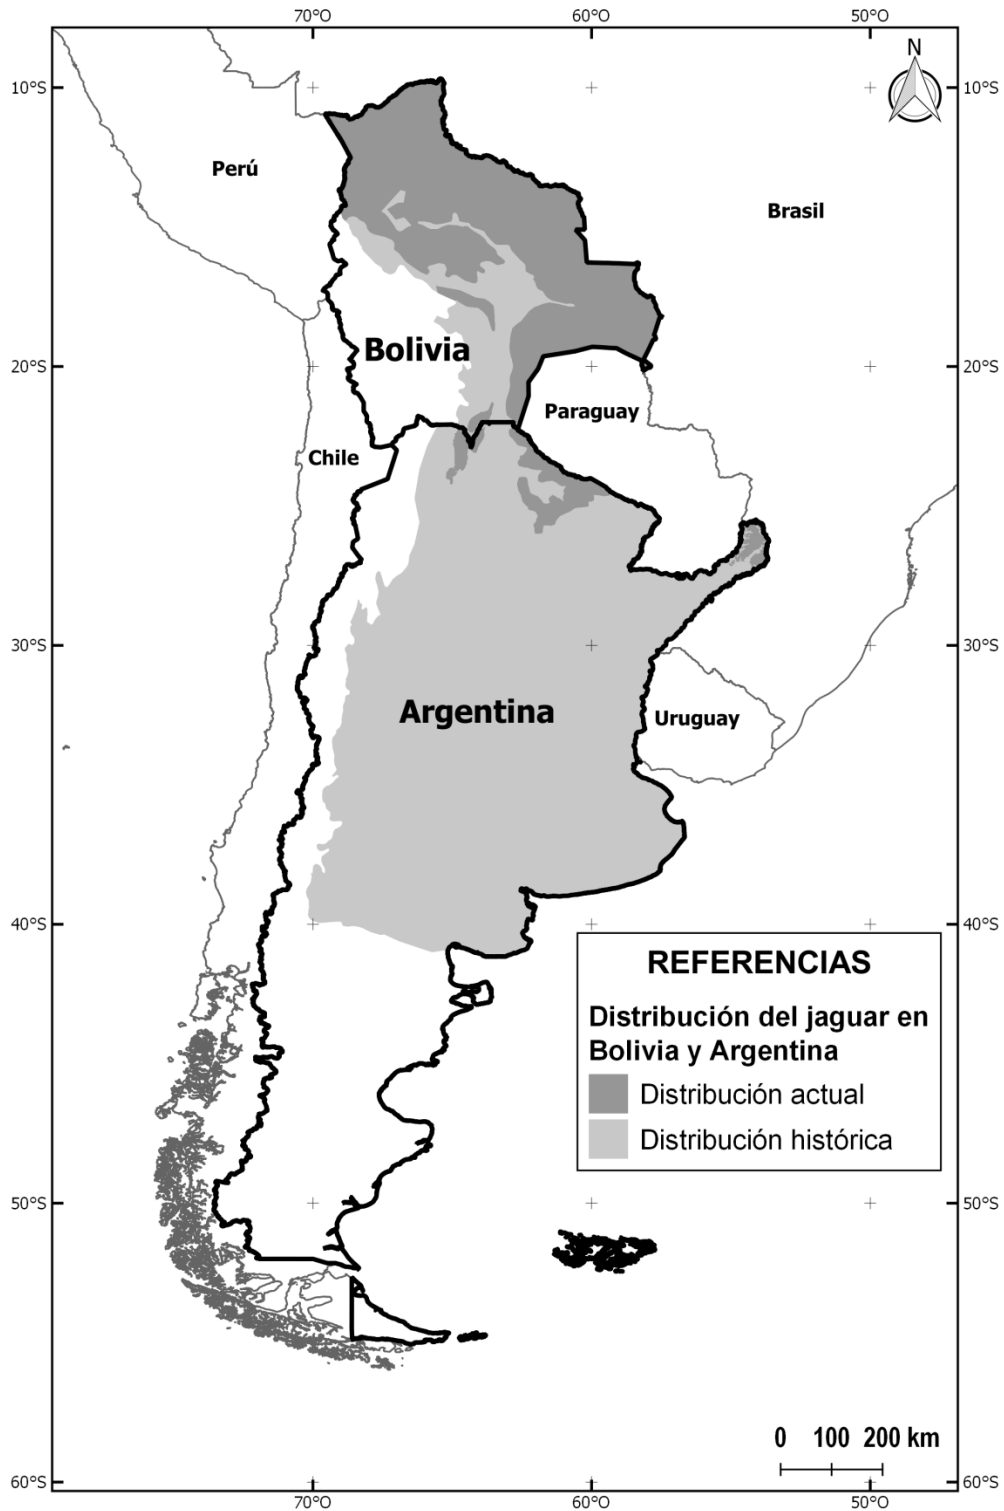 70°O 60°O 50°O
N
10°S 10°S
Perú
Brasil
Bolivia
20°S 20°S
Paraguay
Chile
30°S 30°S
Argentina
Uruguay
40°S 40°S
REFERENCIAS
Distribución del jaguar en
Bolivia y Argentina
Distribución actual
Distribución histórica
50°S 50°S
0 100 200 km
60°S 60°S
70°O 60°O 50°O